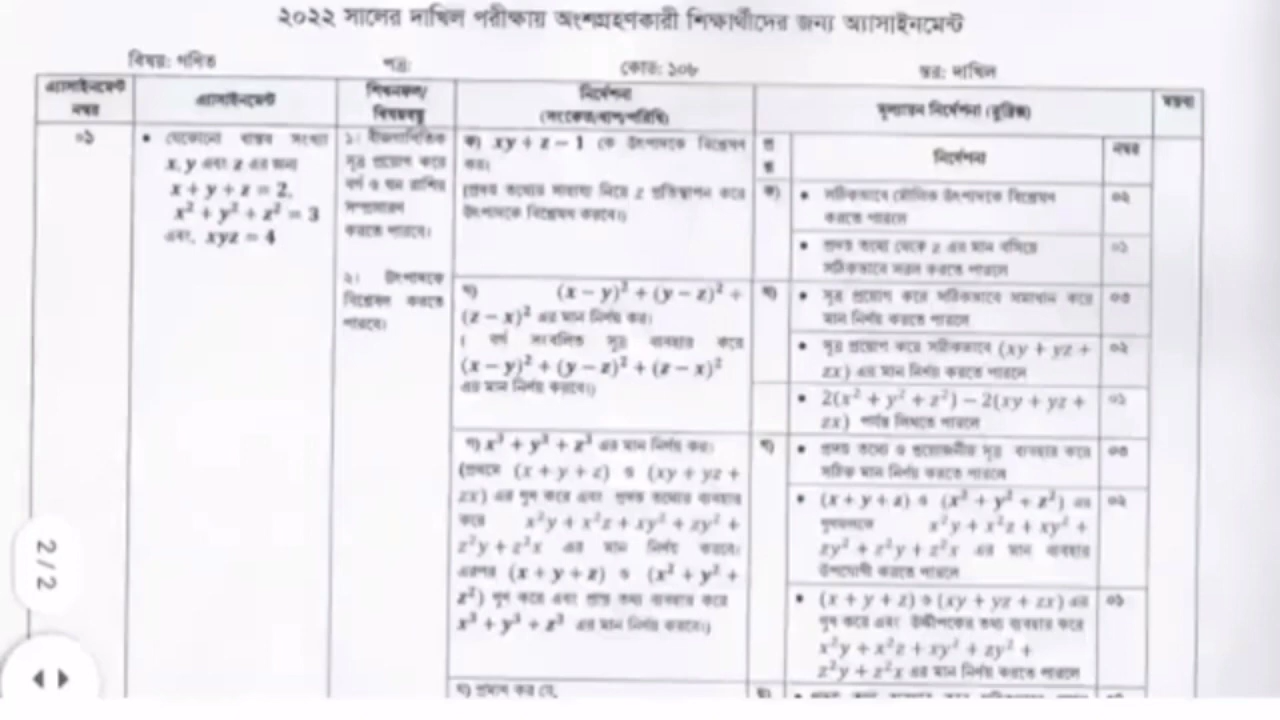 ২০২২ সালের দাখিল পরীক্ষায় অংশগ্রহণকারী শিক্ষার্থীদের জন্য অ্যাসাইনমেন্ট
বিষয়: গণিত
পত্র:
কোড: ১০৮
স্তর: দাখিল
এ্যাসাইনমেন্ট
নম্বর
এ্যাসাইনমেন্ট
শিখনফল/
বিষয়বস্তু
নির্দেশনা
(সংকেত/ধাপ/পরিধি)
মূল্যায়ন নির্দেশনা (রুব্রিক্স)
মন্তব্য
০১
• যেকোনো বাস্তব সংখ্যা
x, y এবং z এর জন্য
x + y + z = 2,
x² + y² + z² = 3
এবং, xyz = 4
১। বীজগাণিতিক
সূত্র প্রয়োগ করে
বর্গ ও ঘন রাশির
সম্প্রসারণ
করতে পারবে।
২। উৎপাদকে
বিশ্লেষণ করতে
পারবে।
ক) xy + z − 1 কে উৎপাদকে বিশ্লেষণ
কর।
(প্রদত্ত তথ্যের সাহায্য নিয়ে z প্রতিস্থাপন করে
উৎপাদকে বিশ্লেষণ করবে।)
খ) (x − y)² + (y − z)² +
(z − x)² এর মান নির্ণয় কর।
( বর্গ সংবলিত সূত্র ব্যবহার করে
(x − y)² + (y − z)² + (z − x)²
এর মান নির্ণয় করবে।)
গ) x³ + y³ + z³ এর মান নির্ণয় কর।
(প্রথমে (x + y + z) ও (xy + yz +
zx) এর গুণ করে এবং প্রদত্ত তথ্যের ব্যবহার
করে x²y + x²z + xy² + zy² +
z²y + z²x এর মান নির্ণয় করবে।
এরপর (x + y + z) ও (x² + y² +
z²) গুণ করে এবং প্রাপ্ত তথ্য ব্যবহার করে
x³ + y³ + z³ এর মান নির্ণয় করবে।)
ঘ) প্রমাণ কর যে,
নির্দেশনা
নম্বর
ক)
• সঠিকভাবে মৌলিক উৎপাদকে বিশ্লেষণ
করতে পারলে
০২
• প্রদত্ত তথ্য থেকে z এর মান বসিয়ে
সঠিকভাবে সরল করতে পারলে
০১
খ)
• সূত্র প্রয়োগ করে সঠিকভাবে সমাধান করে
মান নির্ণয় করতে পারলে
০৩
• সূত্র প্রয়োগ করে সঠিকভাবে (xy + yz +
zx) এর মান নির্ণয় করতে পারলে
০২
• 2(x² + y² + z²) − 2(xy + yz +
zx) পর্যন্ত লিখতে পারলে
০১
গ)
• প্রদত্ত তথ্য ও প্রয়োজনীয় সূত্র ব্যবহার করে
সঠিক মান নির্ণয় করতে পারলে
০৩
• (x + y + z) ও (x² + y² + z²) এর
গুণফলকে x²y + x²z + xy² +
zy² + z²y + z²x এর মান ব্যবহার
উপযোগী করতে পারলে
০২
• (x + y + z) ও (xy + yz + zx) এর
গুণ করে এবং উদ্দীপকের তথ্য ব্যবহার করে
x²y + x²z + xy² + zy² +
z²y + z²x এর মান নির্ণয় করতে পারলে
০১
ঘ)
2 / 2